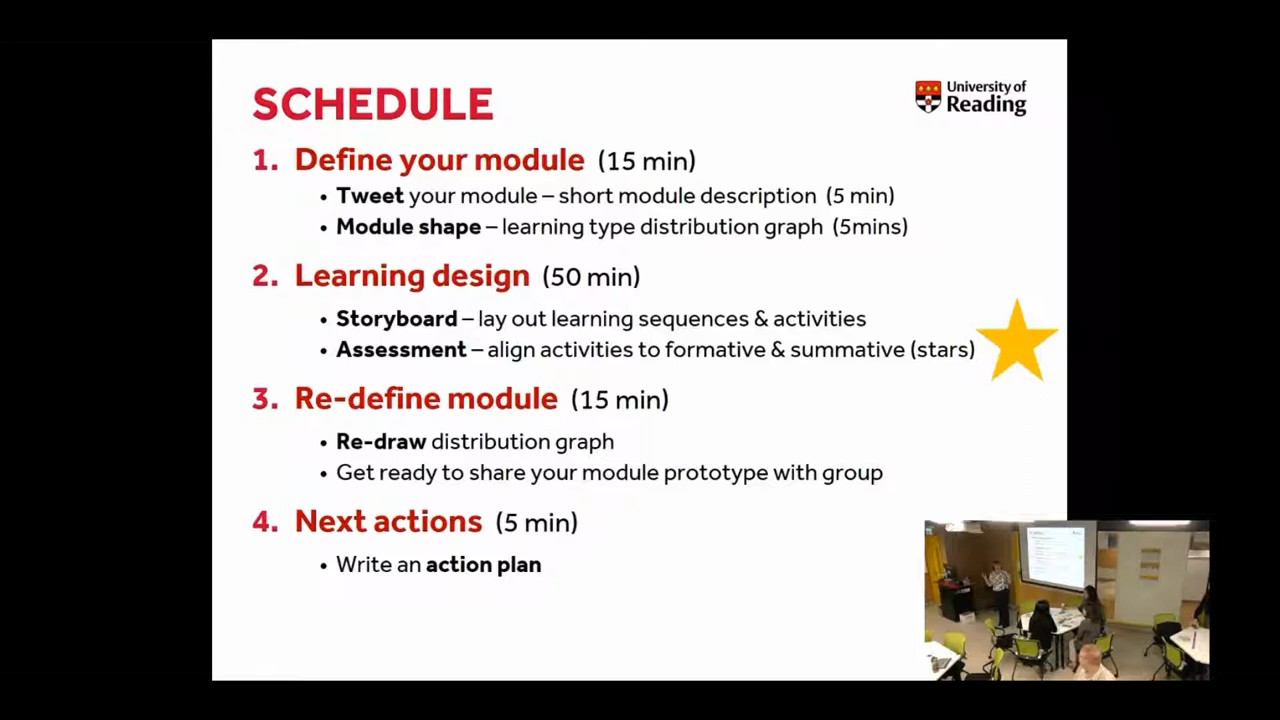 SCHEDULE
University of
Reading
1. Define your module (15 min)
• Tweet your module – short module description (5 min)
• Module shape – learning type distribution graph (5mins)
2. Learning design (50 min)
• Storyboard – lay out learning sequences & activities
• Assessment – align activities to formative & summative (stars)
3. Re-define module (15 min)
• Re-draw distribution graph
• Get ready to share your module prototype with group
4. Next actions (5 min)
• Write an action plan